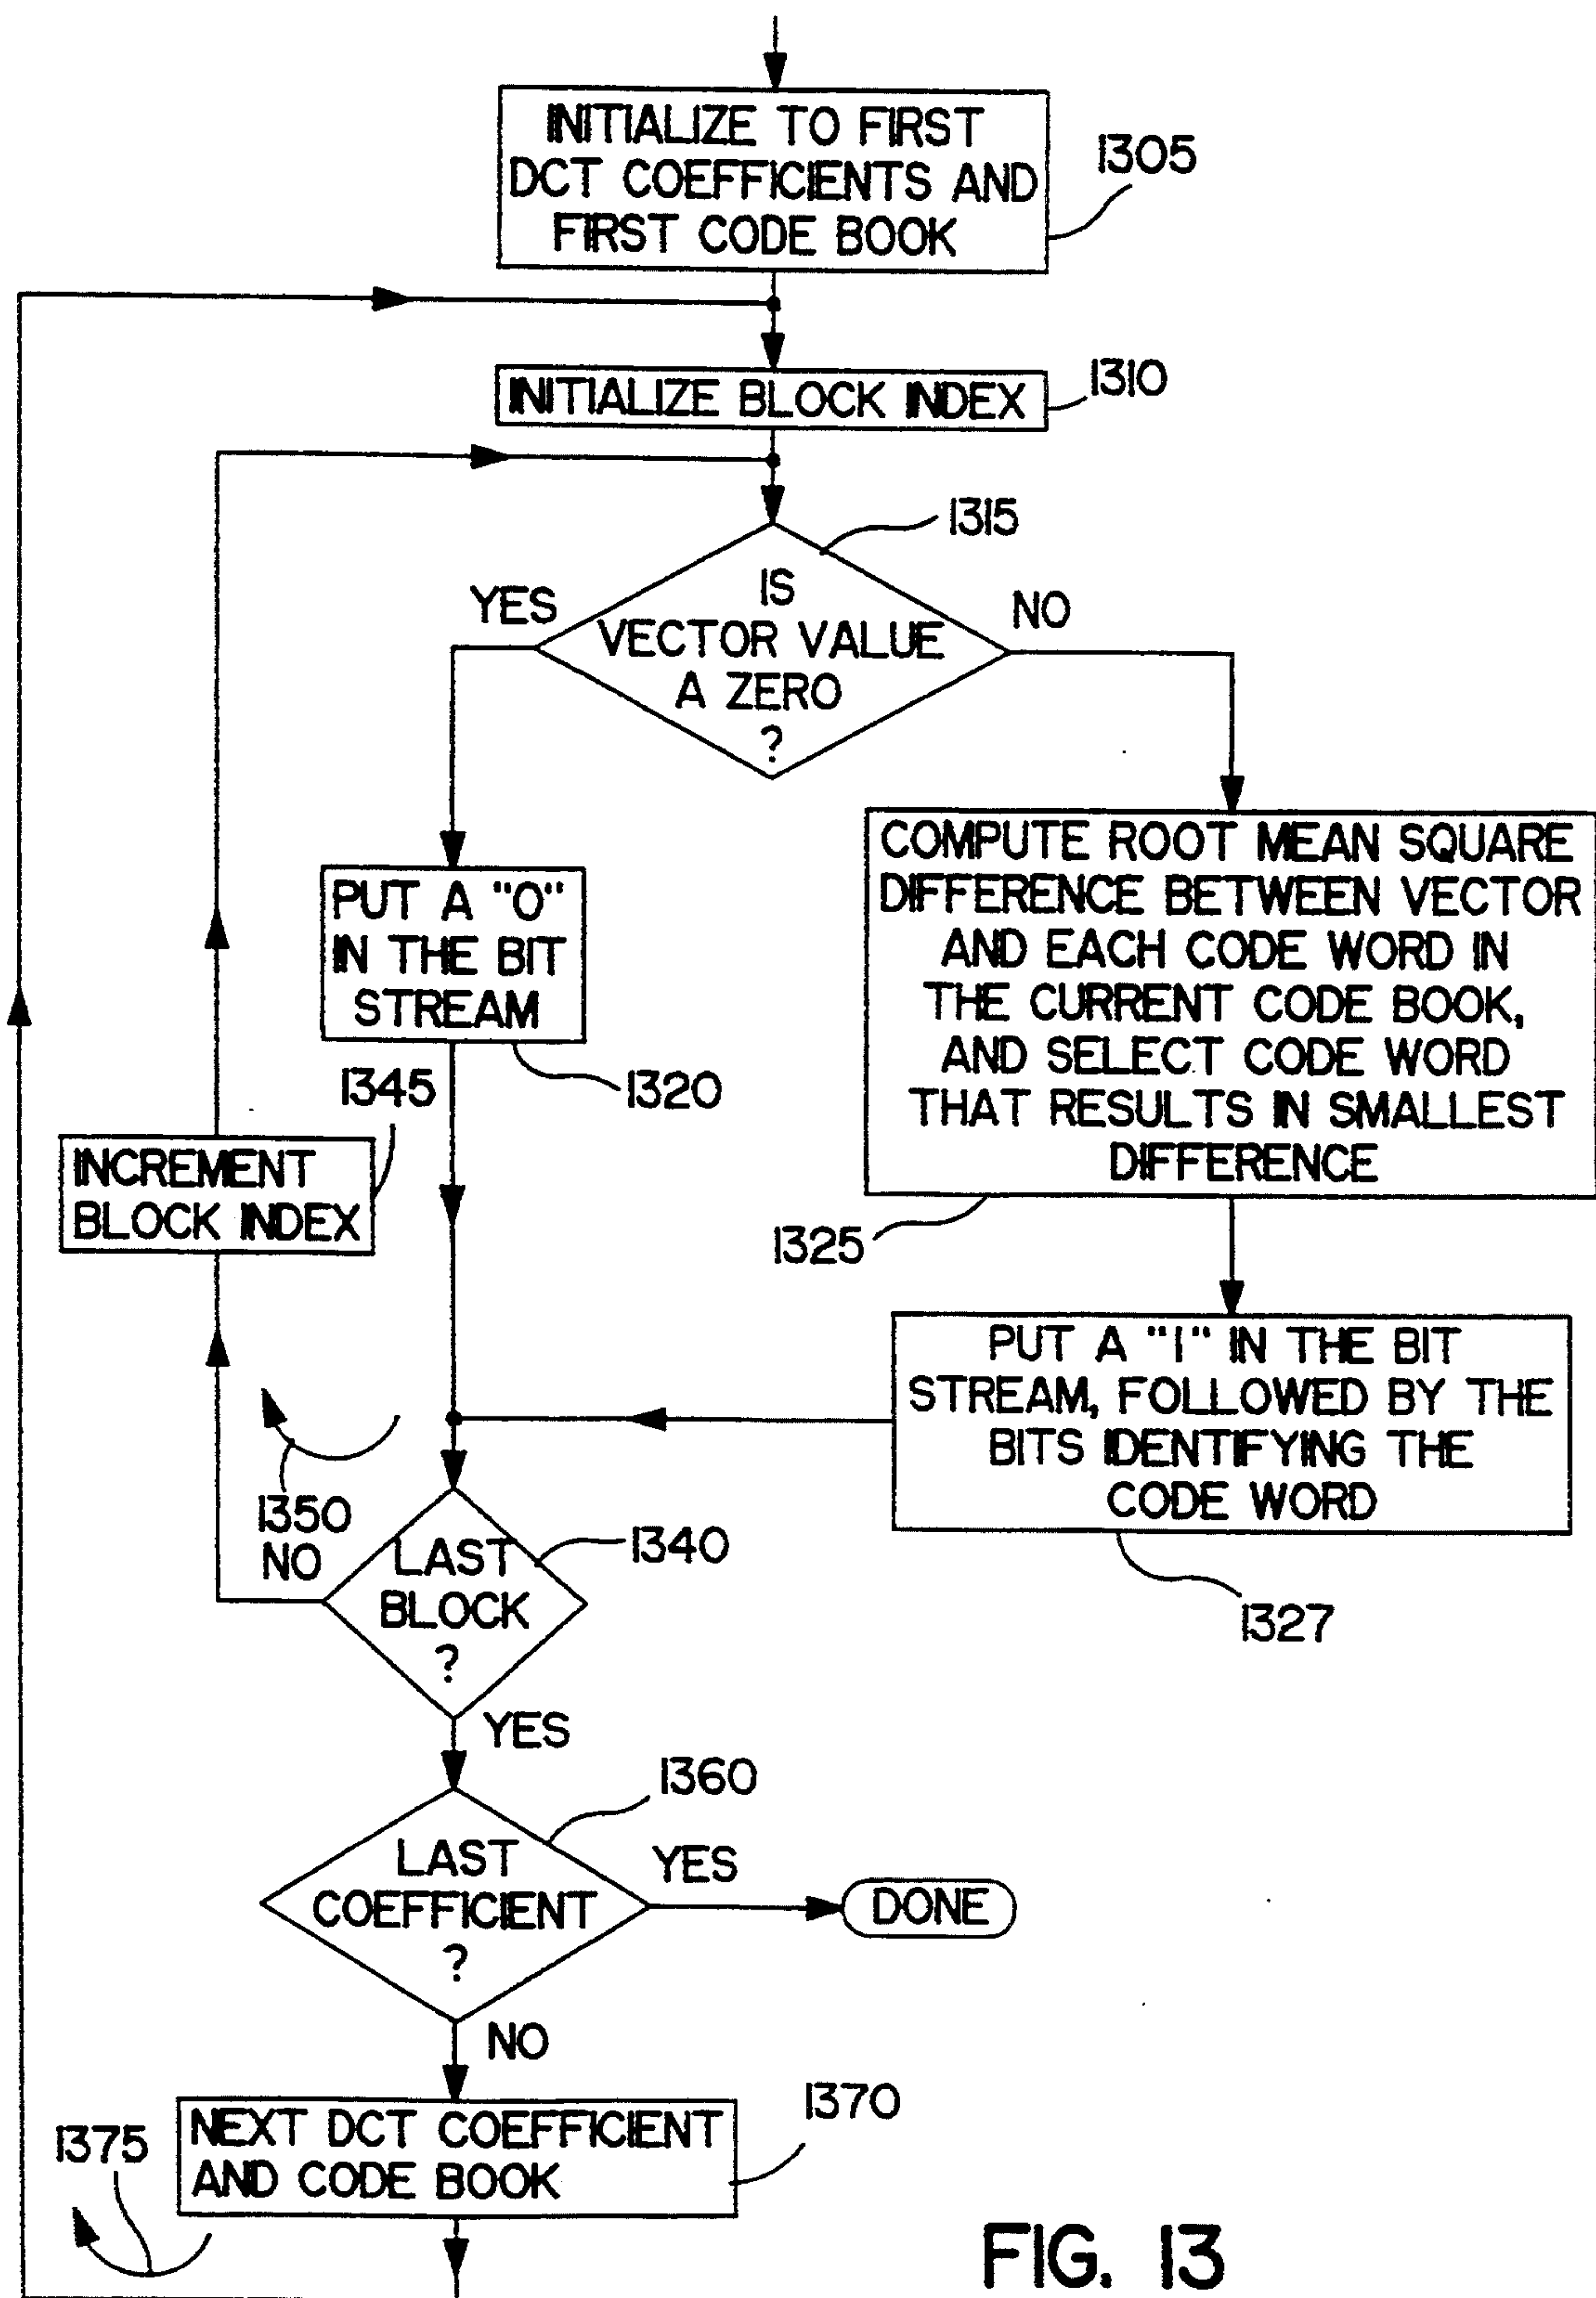 INITIALIZE TO FIRST
DCT COEFFICIENTS AND
FIRST CODE BOOK
1305
INITIALIZE BLOCK INDEX
1310
1315
YES
IS
VECTOR VALUE
A ZERO
?
NO
PUT A "0"
IN THE BIT
STREAM
1320
COMPUTE ROOT MEAN SQUARE
DIFFERENCE BETWEEN VECTOR
AND EACH CODE WORD IN
THE CURRENT CODE BOOK,
AND SELECT CODE WORD
THAT RESULTS IN SMALLEST
DIFFERENCE
1325
1345
INCREMENT
BLOCK INDEX
PUT A "1" IN THE BIT
STREAM, FOLLOWED BY THE
BITS IDENTIFYING THE
CODE WORD
1327
1350
NO
LAST
BLOCK
?
1340
YES
1360
LAST
COEFFICIENT
?
YES
DONE
NO
NEXT DCT COEFFICIENT
AND CODE BOOK
1370
1375
FIG. 13